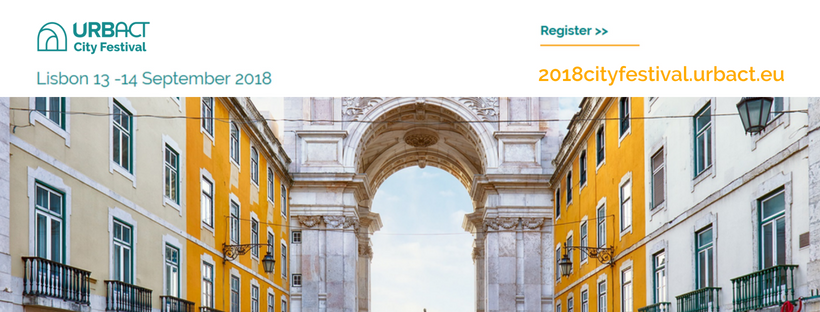 URBACT
City Festival
Lisbon 13 -14 September 2018
Register >>
2018cityfestival.urbact.eu